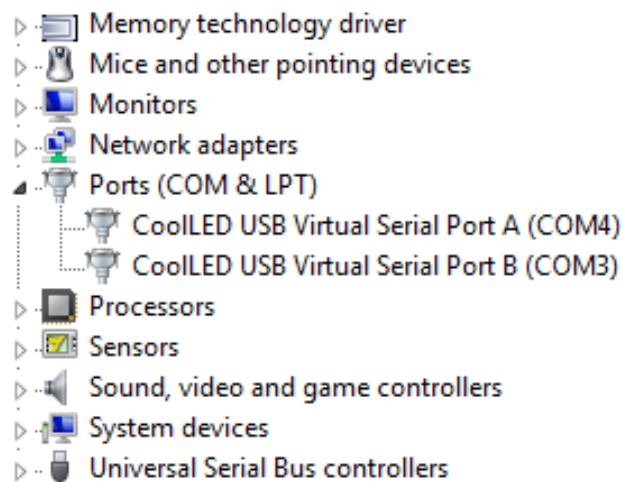 Memory technology driver
Mice and other pointing devices
Monitors
Network adapters
Ports (COM & LPT)
CoolLED USB Virtual Serial Port A (COM4)
CoolLED USB Virtual Serial Port B (COM3)
Processors
Sensors
Sound, video and game controllers
System devices
Universal Serial Bus controllers